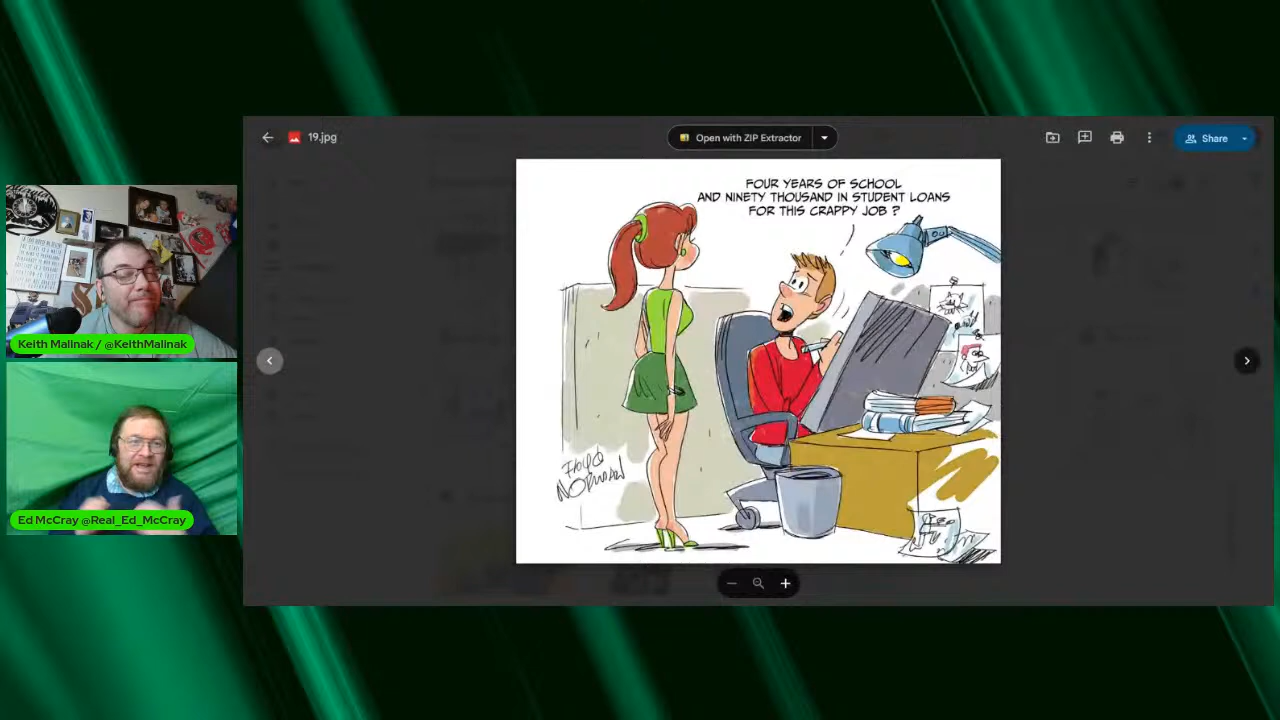 19.jpg
Open with ZIP Extractor
Share
FOUR YEARS OF SCHOOL
AND NINETY THOUSAND IN STUDENT LOANS
FOR THIS CRAPPY JOB ?
FLOYD
NORMAN
Keith Malinak / @KeithMalinak
Ed McCray @Real_Ed_McCray